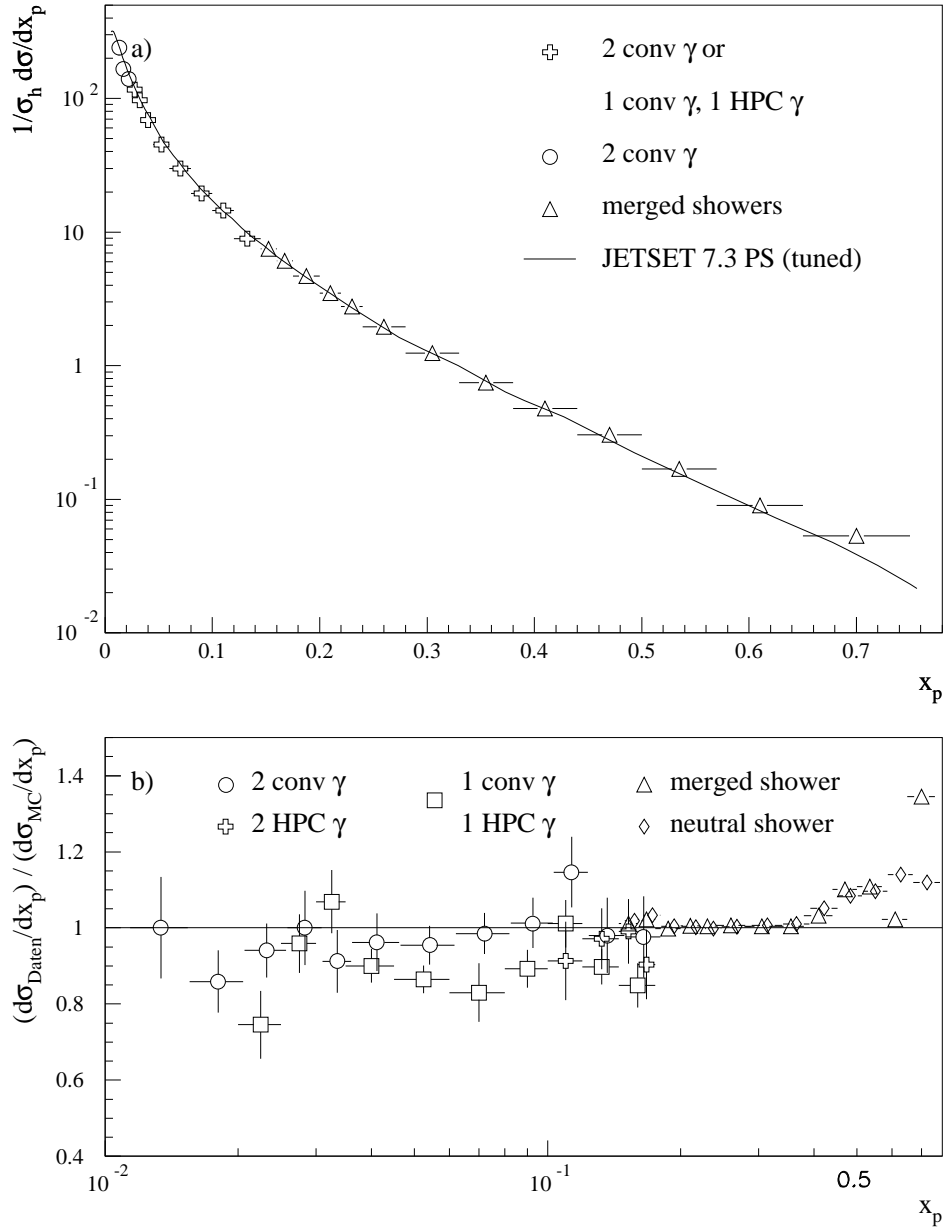 1/σ_h dσ/dx_p
a)
2 conv γ or
1 conv γ, 1 HPC γ
2 conv γ
merged showers
JETSET 7.3 PS (tuned)
10^2
10
1
10^-1
10^-2
0 0.1 0.2 0.3 0.4 0.5 0.6 0.7
x_p
(dσ_Daten/dx_p) / (dσ_MC/dx_p)
b)
2 conv γ 1 conv γ merged shower
2 HPC γ 1 HPC γ neutral shower
1.4
1.2
1
0.8
0.6
0.4
10^-2 10^-1 0.5
x_p